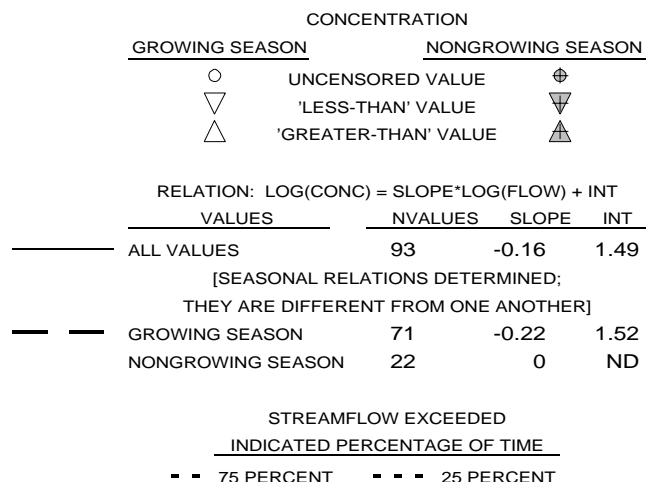 CONCENTRATION
GROWING SEASON NONGROWING SEASON
UNCENSORED VALUE
'LESS-THAN' VALUE
'GREATER-THAN' VALUE
RELATION: LOG(CONC) = SLOPE*LOG(FLOW) + INT
VALUES NVALUES SLOPE INT
ALL VALUES 93 -0.16 1.49
[SEASONAL RELATIONS DETERMINED;
THEY ARE DIFFERENT FROM ONE ANOTHER]
GROWING SEASON 71 -0.22 1.52
NONGROWING SEASON 22 0 ND
STREAMFLOW EXCEEDED
INDICATED PERCENTAGE OF TIME
75 PERCENT 25 PERCENT